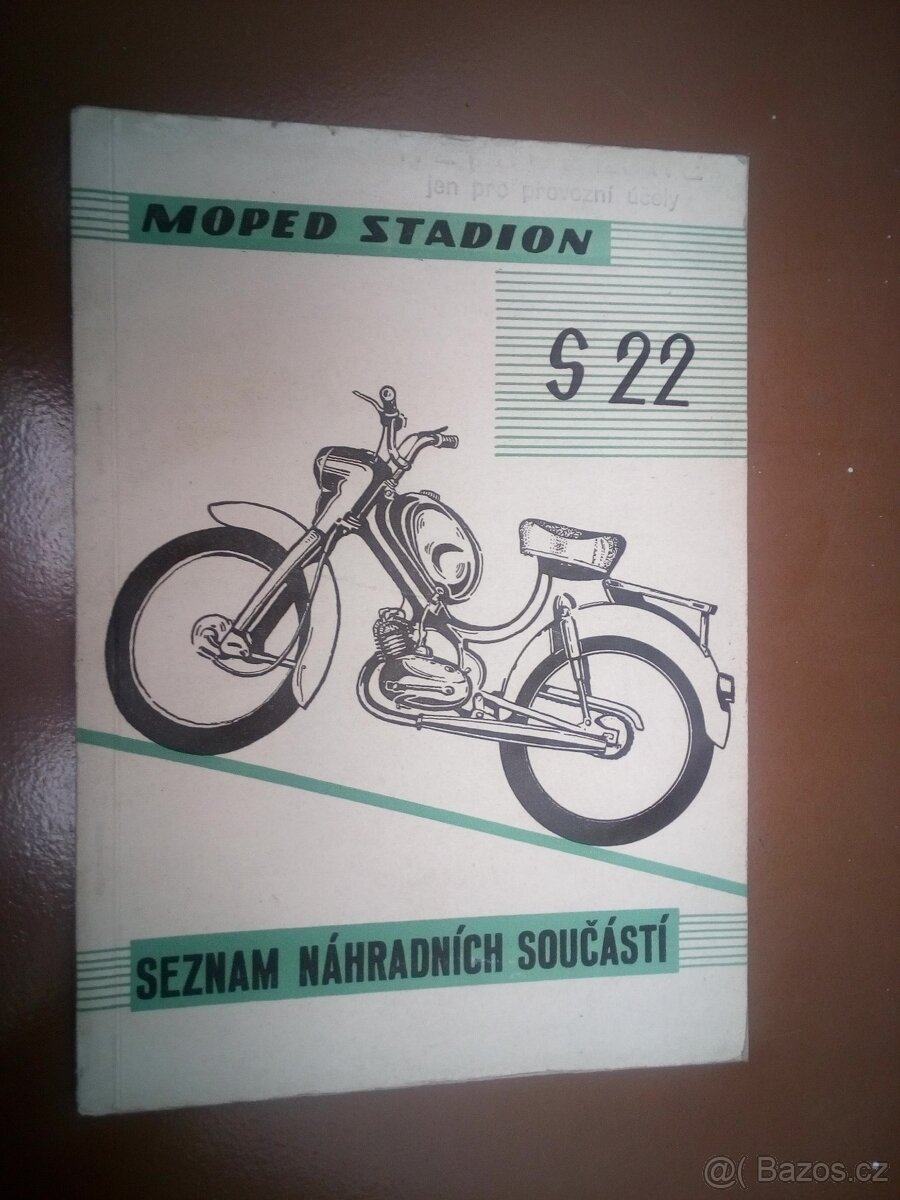 jen pro provozní účely
MOPED STADION
S 22
SEZNAM NÁHRADNÍCH SOUČÁSTÍ
@( Bazos.cz